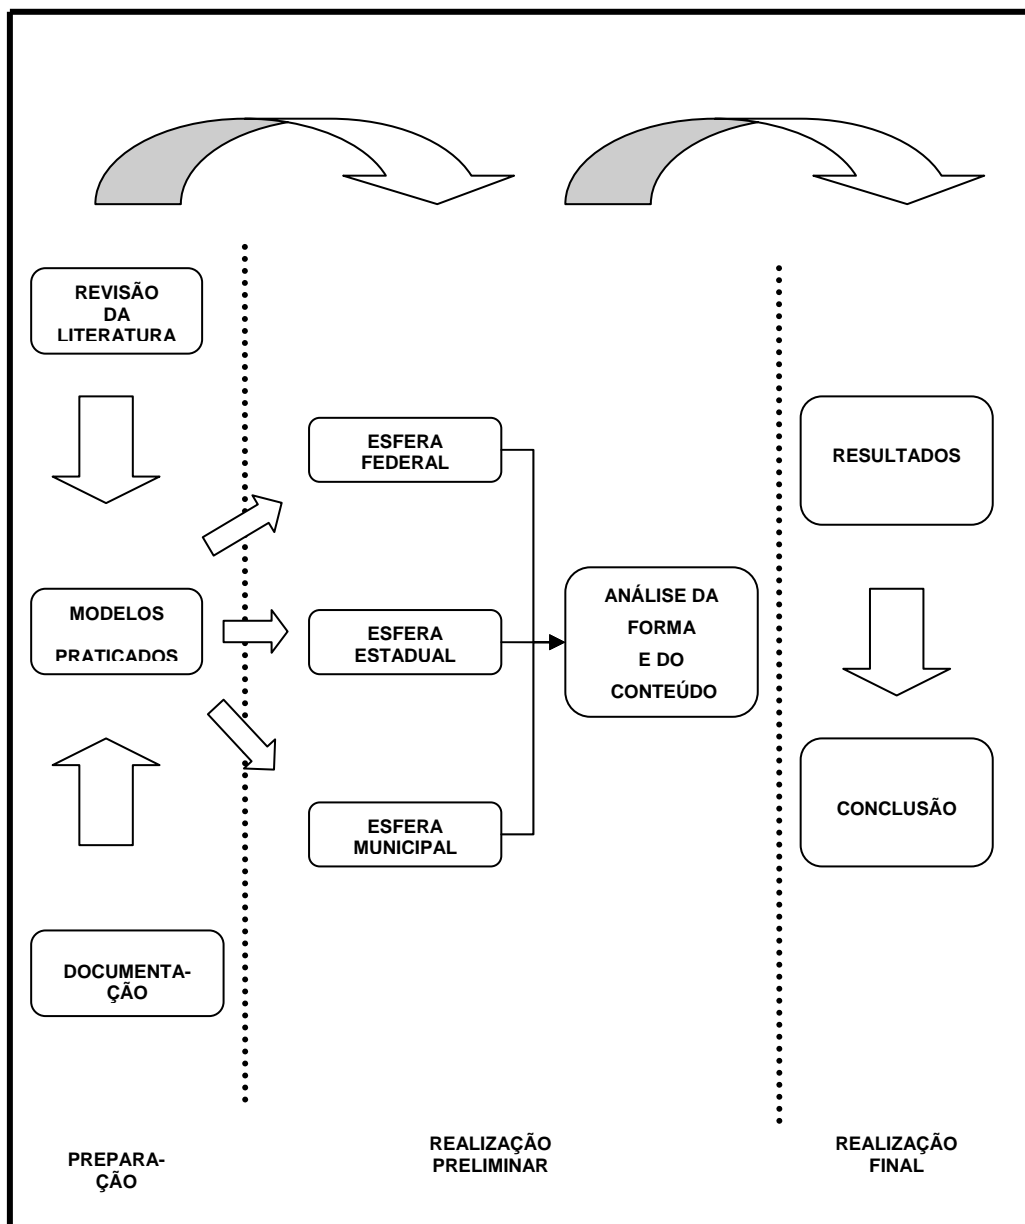 REVISÃO
DA
LITERATURA
MODELOS
PRATICADOS
DOCUMENTA-
ÇÃO
ESFERA
FEDERAL
ESFERA
ESTADUAL
ESFERA
MUNICIPAL
ANÁLISE DA
FORMA
E DO
CONTEÚDO
RESULTADOS
CONCLUSÃO
PREPARA-
ÇÃO
REALIZAÇÃO
PRELIMINAR
REALIZAÇÃO
FINAL